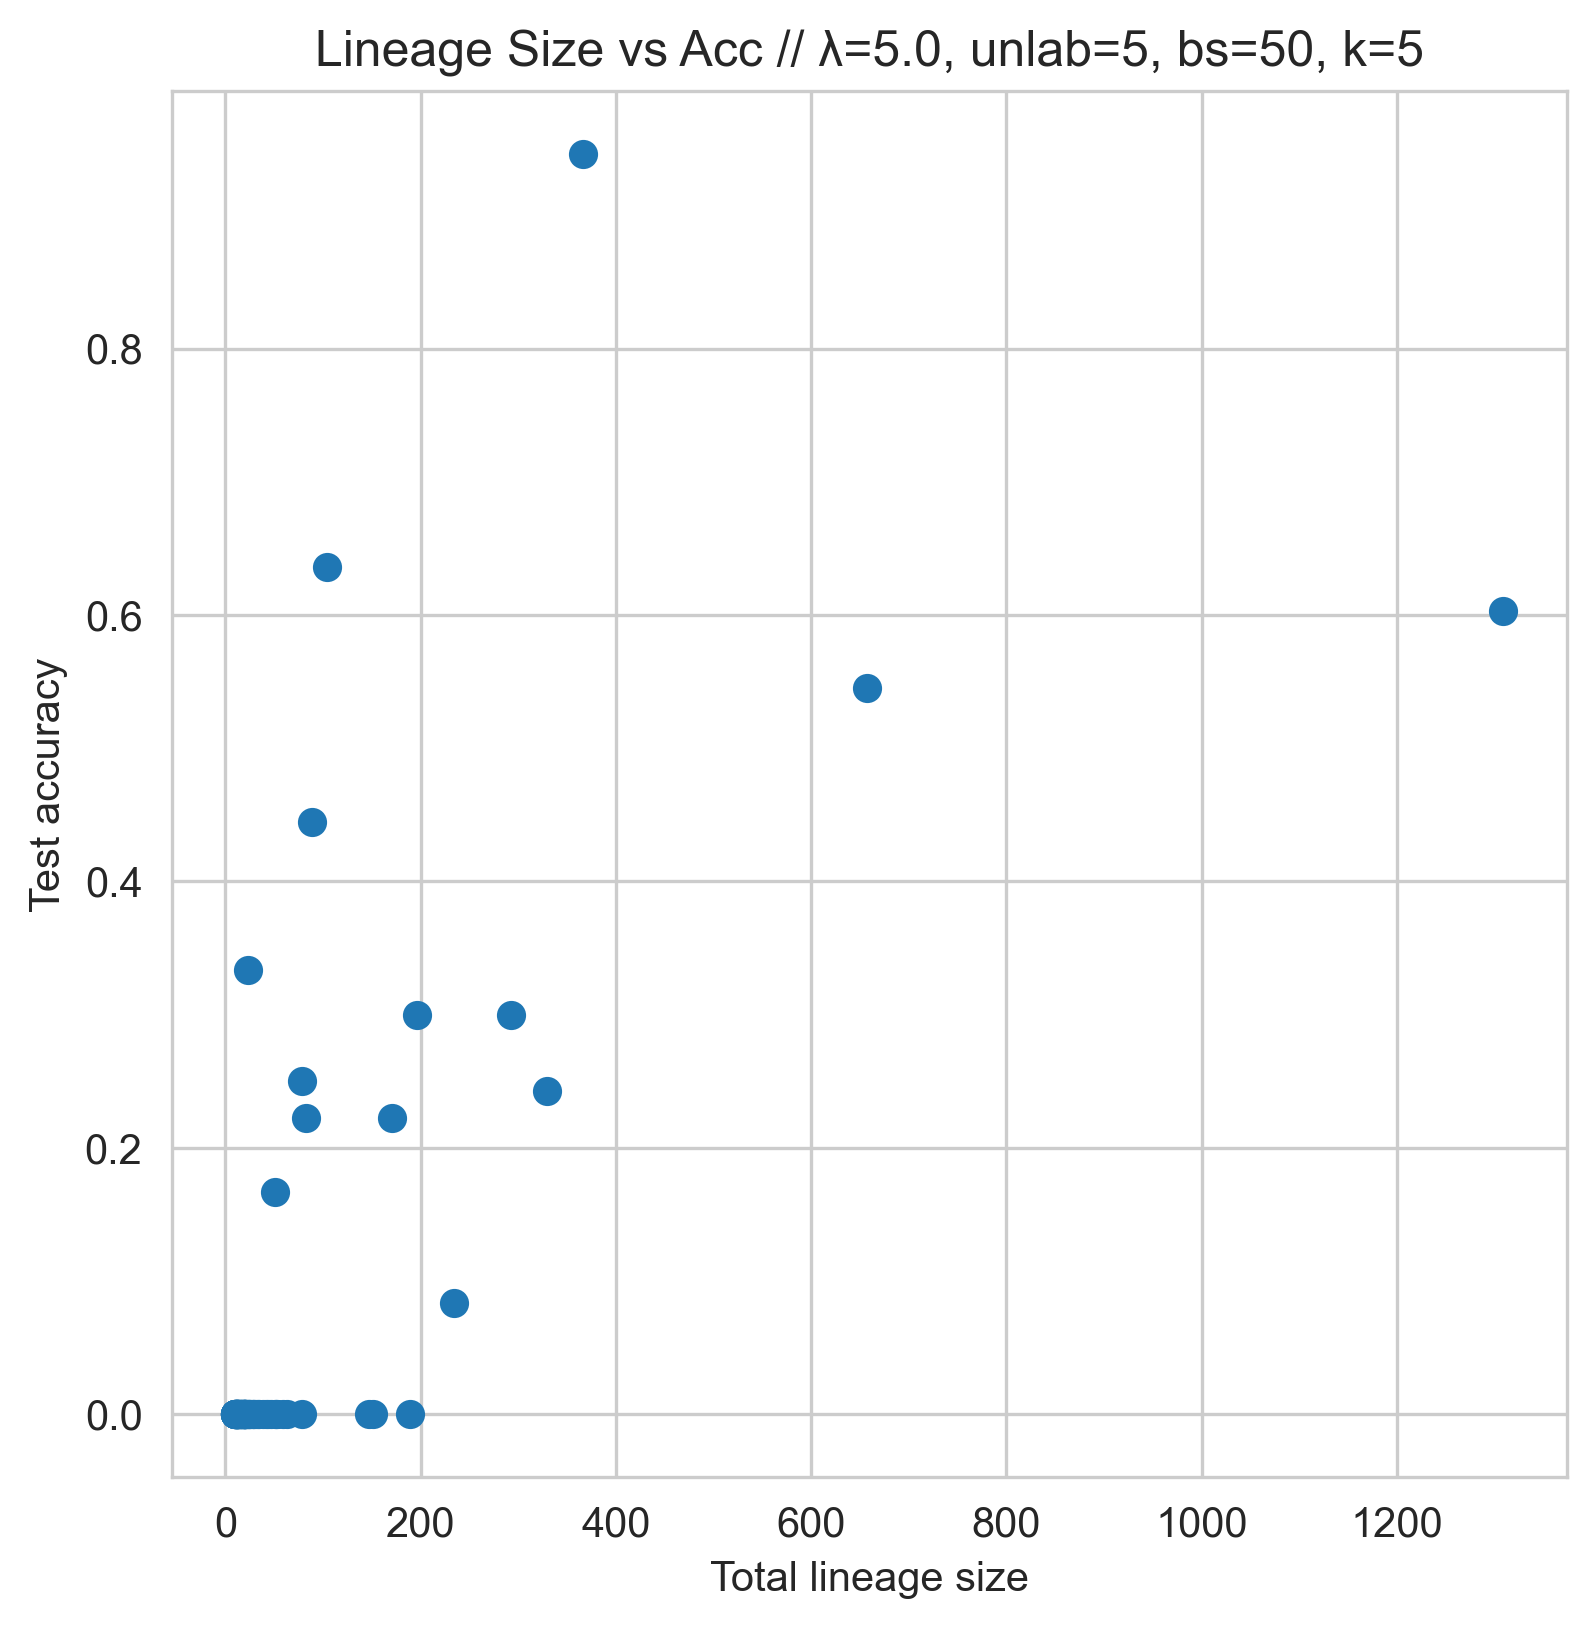 Lineage Size vs Acc // λ=5.0, unlab=5, bs=50, k=5
Test accuracy
0.8
0.6
0.4
0.2
0.0
0 200 400 600 800 1000 1200
Total lineage size